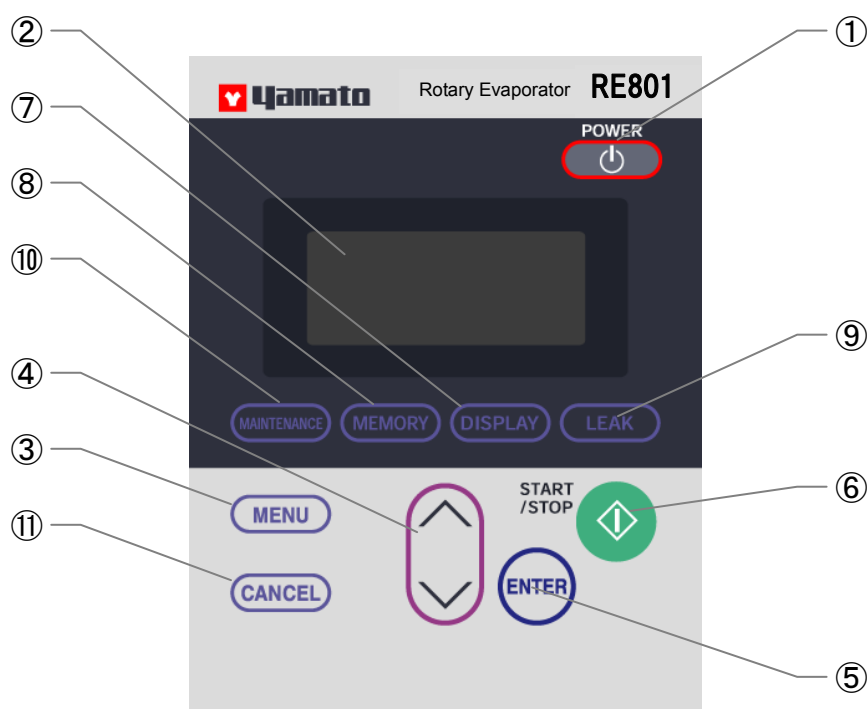 ② ①
yamato Rotary Evaporator RE801
⑦
POWER
⑧
⑩
⑨
④
MAINTENANCE MEMORY DISPLAY LEAK
③
START
/STOP
⑥
MENU
⑪
CANCEL
ENTER
⑤